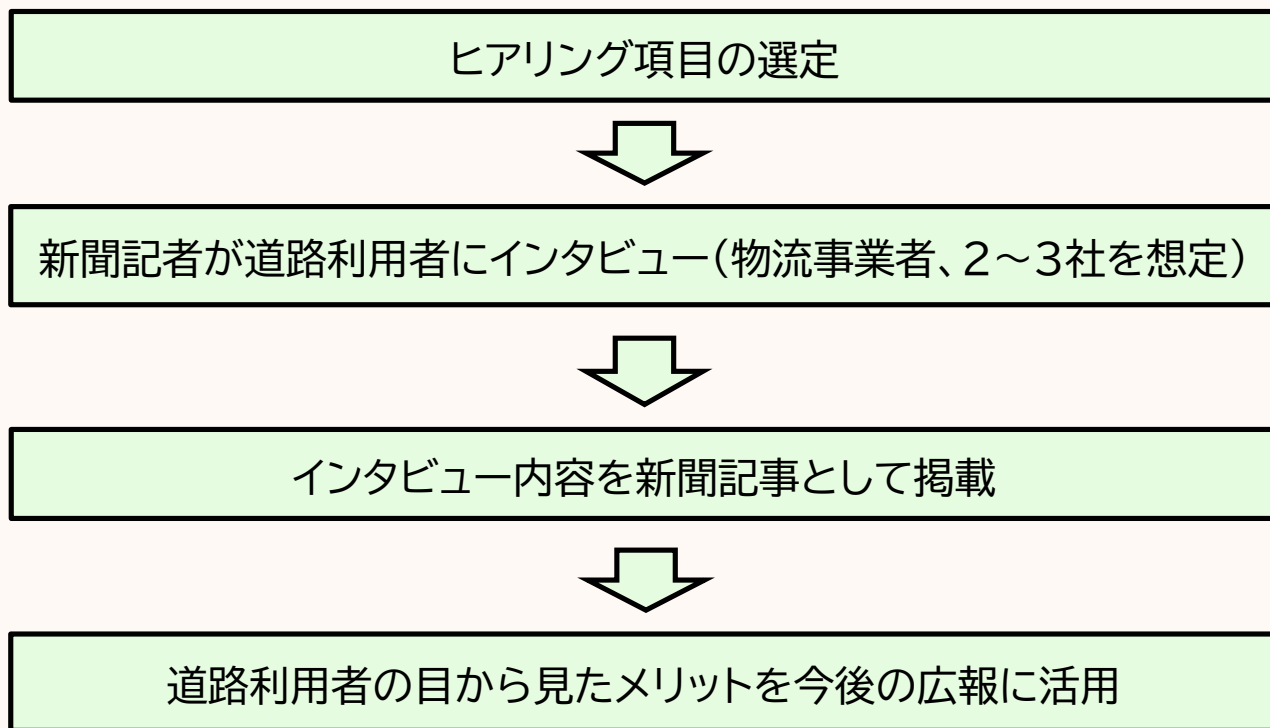 ヒアリング項目の選定
新聞記者が道路利用者にインタビュー（物流事業者、２～３社を想定）
インタビュー内容を新聞記事として掲載
道路利用者の目から見たメリットを今後の広報に活用